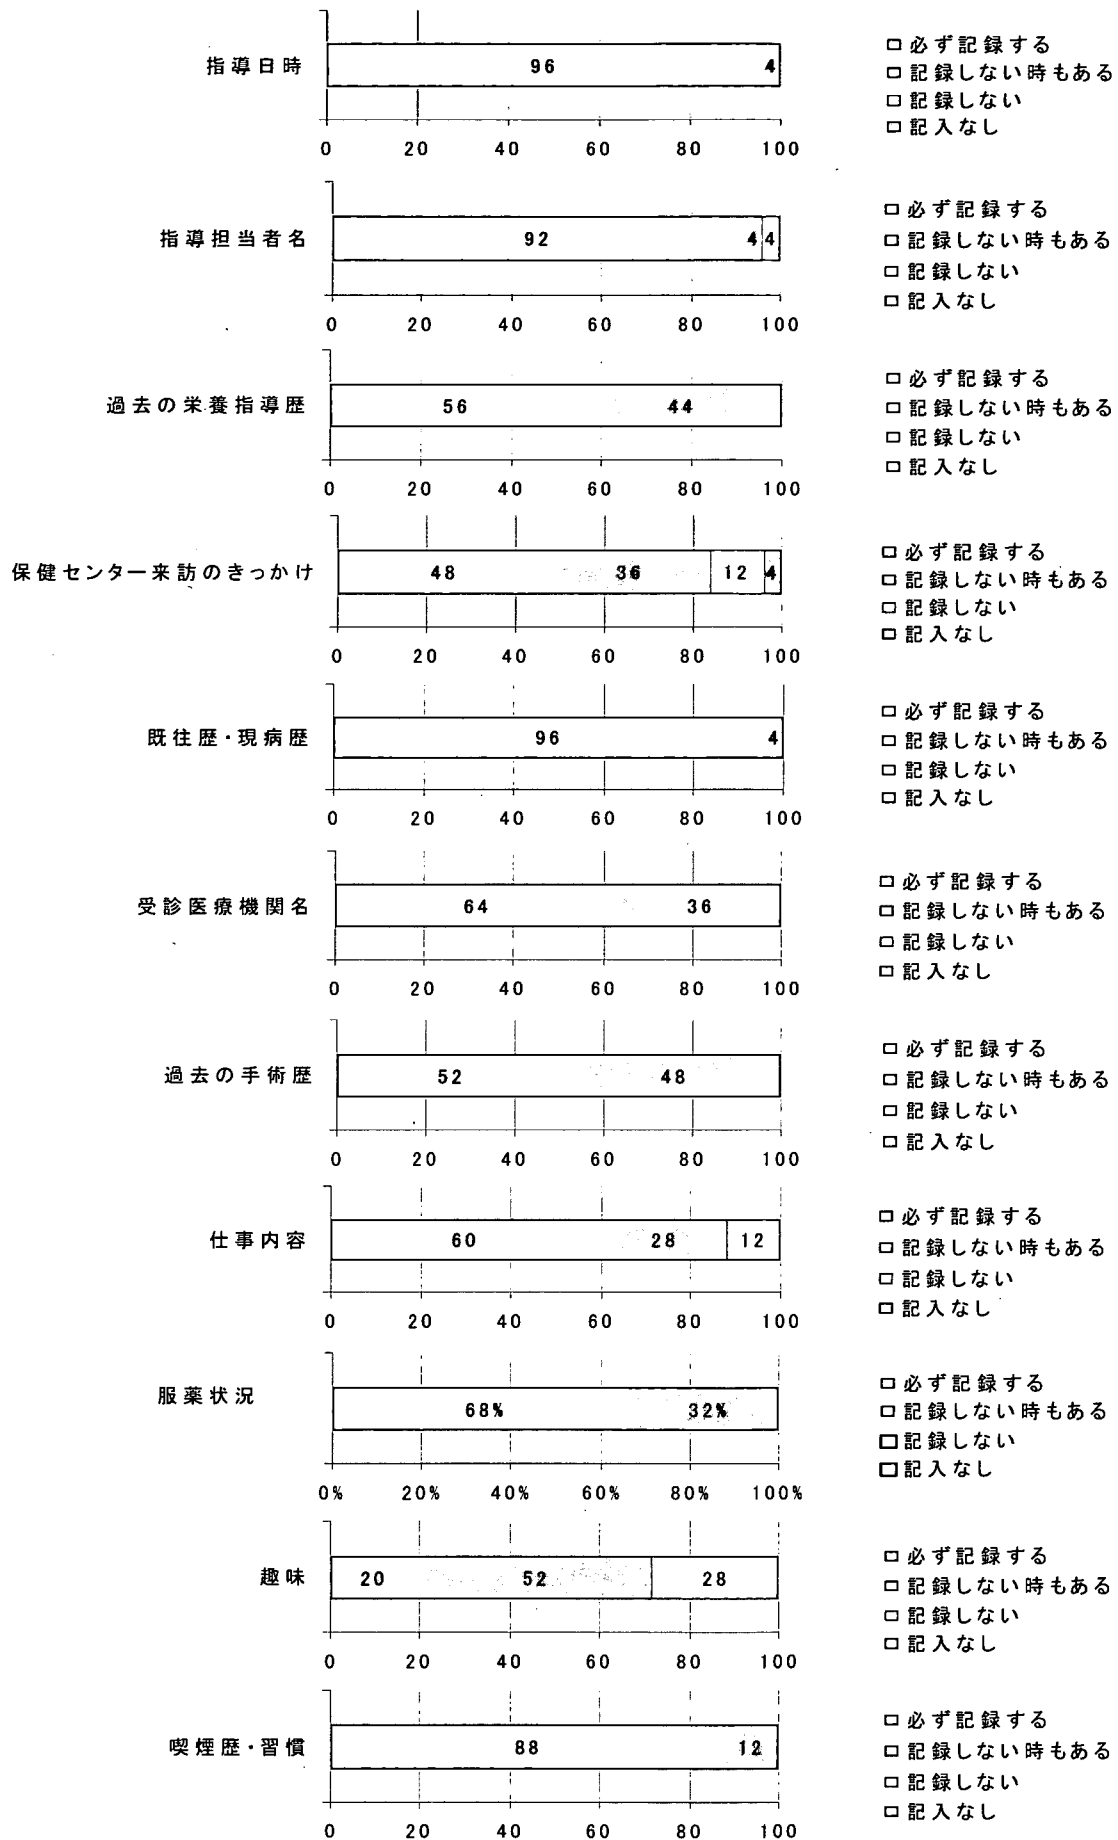 指導日時
96 4
0 20 40 60 80 100
□必ず記録する
□記録しない時もある
□記録しない
□記入なし
指導担当者名
92 4 4
0 20 40 60 80 100
□必ず記録する
□記録しない時もある
□記録しない
□記入なし
過去の栄養指導歴
56 44
0 20 40 60 80 100
□必ず記録する
□記録しない時もある
□記録しない
□記入なし
保健センター来訪のきっかけ
48 36 12 4
0 20 40 60 80 100
□必ず記録する
□記録しない時もある
□記録しない
□記入なし
既往歴・現病歴
96 4
0 20 40 60 80 100
□必ず記録する
□記録しない時もある
□記録しない
□記入なし
受診医療機関名
64 36
0 20 40 60 80 100
□必ず記録する
□記録しない時もある
□記録しない
□記入なし
過去の手術歴
52 48
0 20 40 60 80 100
□必ず記録する
□記録しない時もある
□記録しない
□記入なし
仕事内容
60 28 12
0 20 40 60 80 100
□必ず記録する
□記録しない時もある
□記録しない
□記入なし
服薬状況
68% 32%
0% 20% 40% 60% 80% 100%
□必ず記録する
□記録しない時もある
□記録しない
□記入なし
趣味
20 52 28
0 20 40 60 80 100
□必ず記録する
□記録しない時もある
□記録しない
□記入なし
喫煙歴・習慣
88 12
0 20 40 60 80 100
□必ず記録する
□記録しない時もある
□記録しない
□記入なし